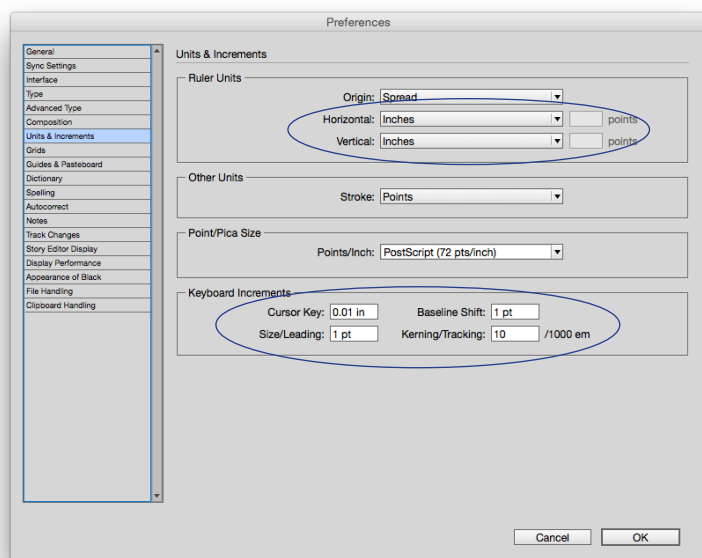 Preferences
General
Sync Settings
Interface
Type
Advanced Type
Composition
Units & Increments
Grids
Guides & Pasteboard
Dictionary
Spelling
Autocorrect
Notes
Track Changes
Story Editor Display
Display Performance
Appearance of Black
File Handling
Clipboard Handling
Units & Increments
Ruler Units
Origin: Spread
Horizontal: Inches points
Vertical: Inches points
Other Units
Stroke: Points
Point/Pica Size
Points/Inch: PostScript (72 pts/inch)
Keyboard Increments
Cursor Key: 0.01 in Baseline Shift: 1 pt
Size/Leading: 1 pt Kerning/Tracking: 10 /1000 em
Cancel OK